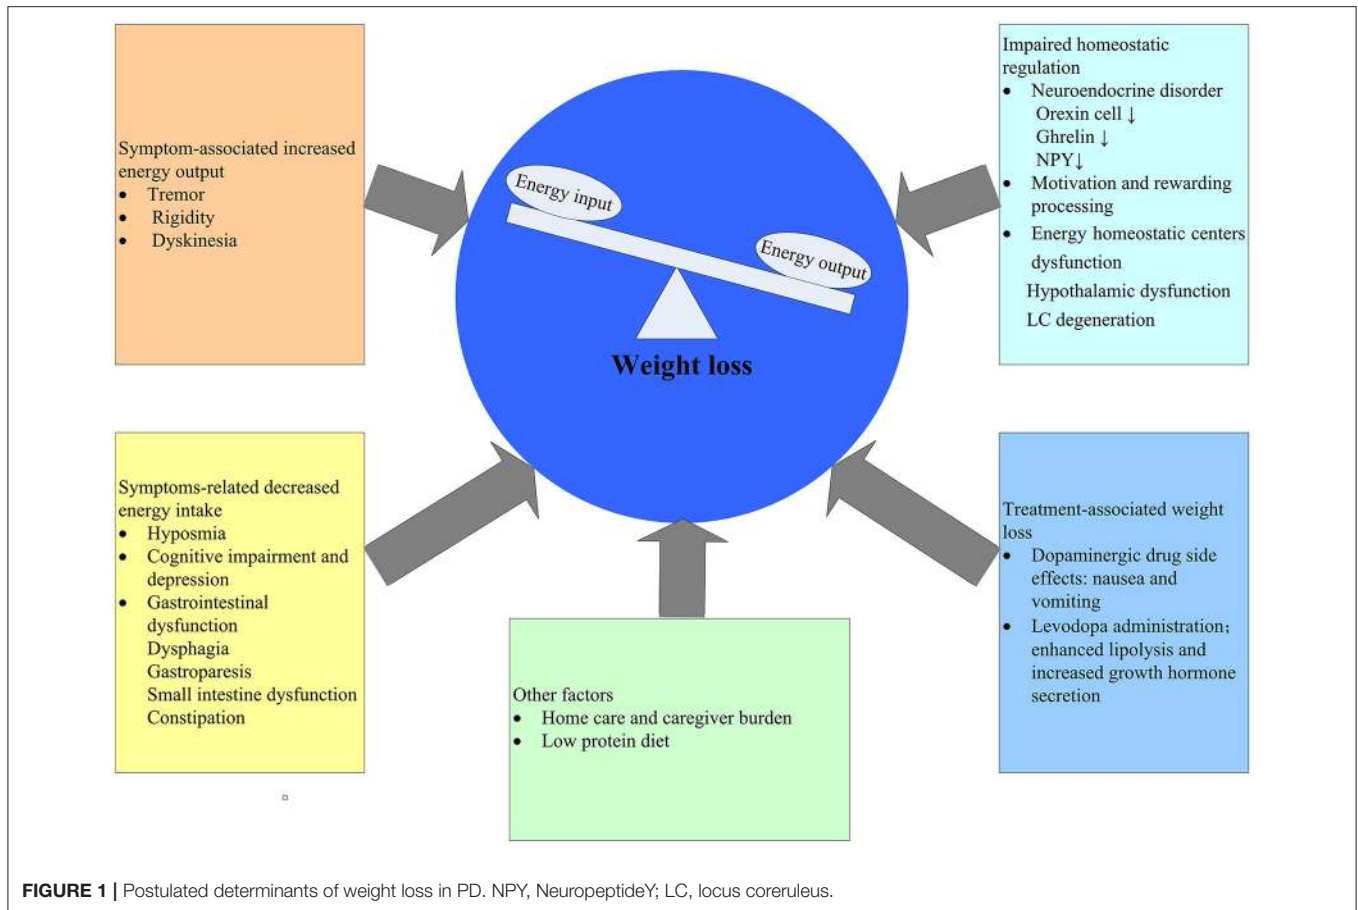 Symptom-associated increased
energy output
• Tremor
• Rigidity
• Dyskinesia
Energy input
Energy output
Weight loss
Impaired homeostatic
regulation
• Neuroendocrine disorder
Orexin cell ↓
Ghrelin ↓
NPY↓
• Motivation and rewarding
processing
• Energy homeostatic centers
dysfunction
Hypothalamic dysfunction
LC degeneration
Symptoms-related decreased
energy intake
• Hyposmia
• Cognitive impairment and
depression
• Gastrointestinal
dysfunction
Dysphagia
Gastroparesis
Small intestine dysfunction
Constipation
Other factors
• Home care and caregiver burden
• Low protein diet
Treatment-associated weight
loss
• Dopaminergic drug side
effects: nausea and
vomiting
• Levodopa administration;
enhanced lipolysis and
increased growth hormone
secretion
FIGURE 1 | Postulated determinants of weight loss in PD. NPY, NeuropeptideY; LC, locus coreruleus.